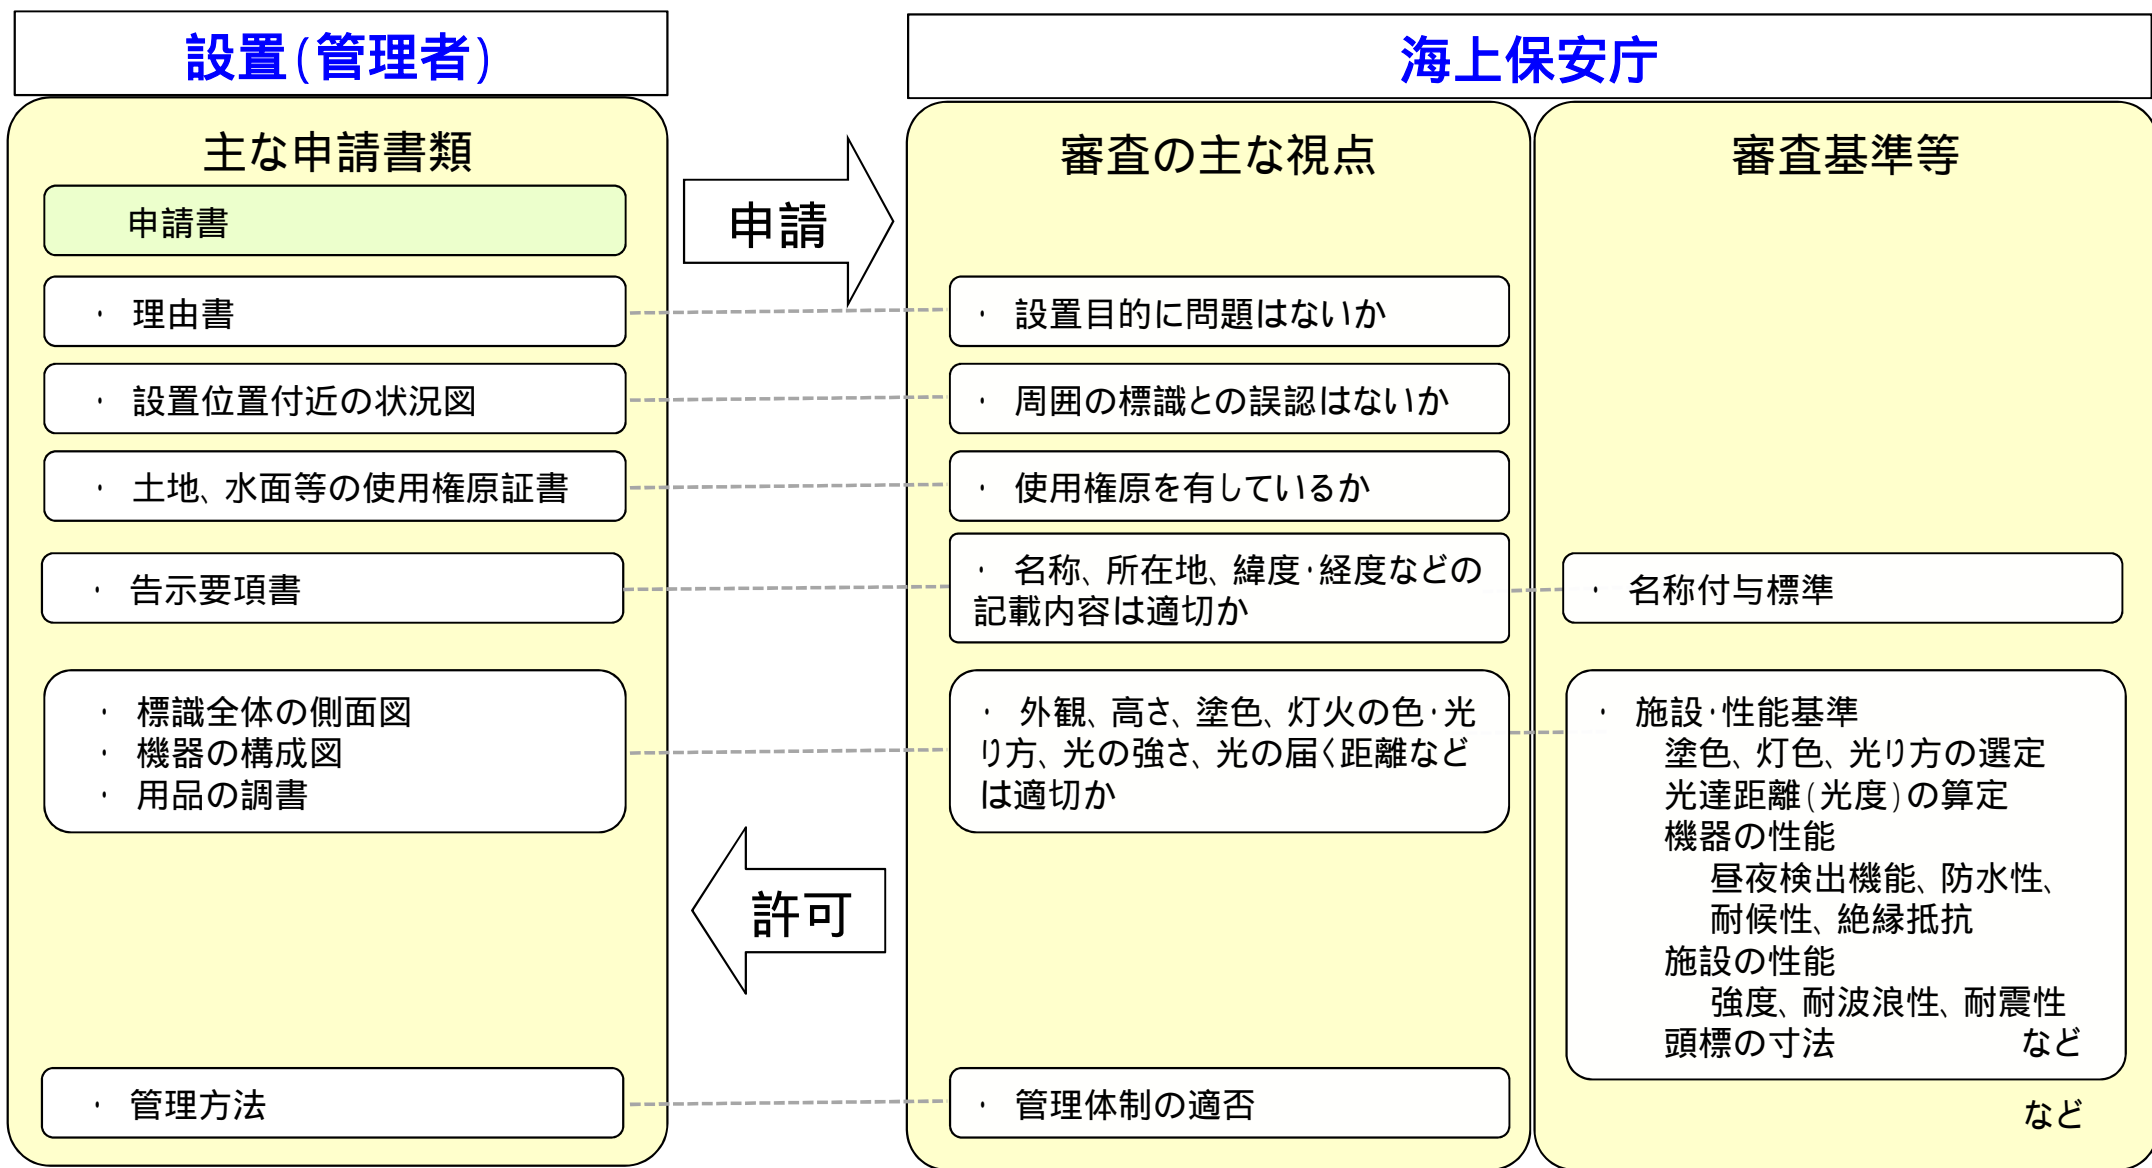 設置(管理者)
海上保安庁
主な申請書類
申請書
・ 理由書
・ 設置位置付近の状況図
・ 土地、水面等の使用権原証書
・ 告示要項書
・ 標識全体の側面図
・ 機器の構成図
・ 用品の調書
・ 管理方法
申請
許可
審査の主な視点
・ 設置目的に問題はないか
・ 周囲の標識との誤認はないか
・ 使用権原を有しているか
・ 名称、所在地、緯度・経度などの
記載内容は適切か
・ 外観、高さ、塗色、灯火の色・光
り方、光の強さ、光の届く距離など
は適切か
・ 管理体制の適否
審査基準等
・ 名称付与標準
・ 施設・性能基準
塗色、灯色、光り方の選定
光達距離(光度)の算定
機器の性能
昼夜検出機能、防水性、
耐候性、絶縁抵抗
施設の性能
強度、耐波浪性、耐震性
頭標の寸法 など
など